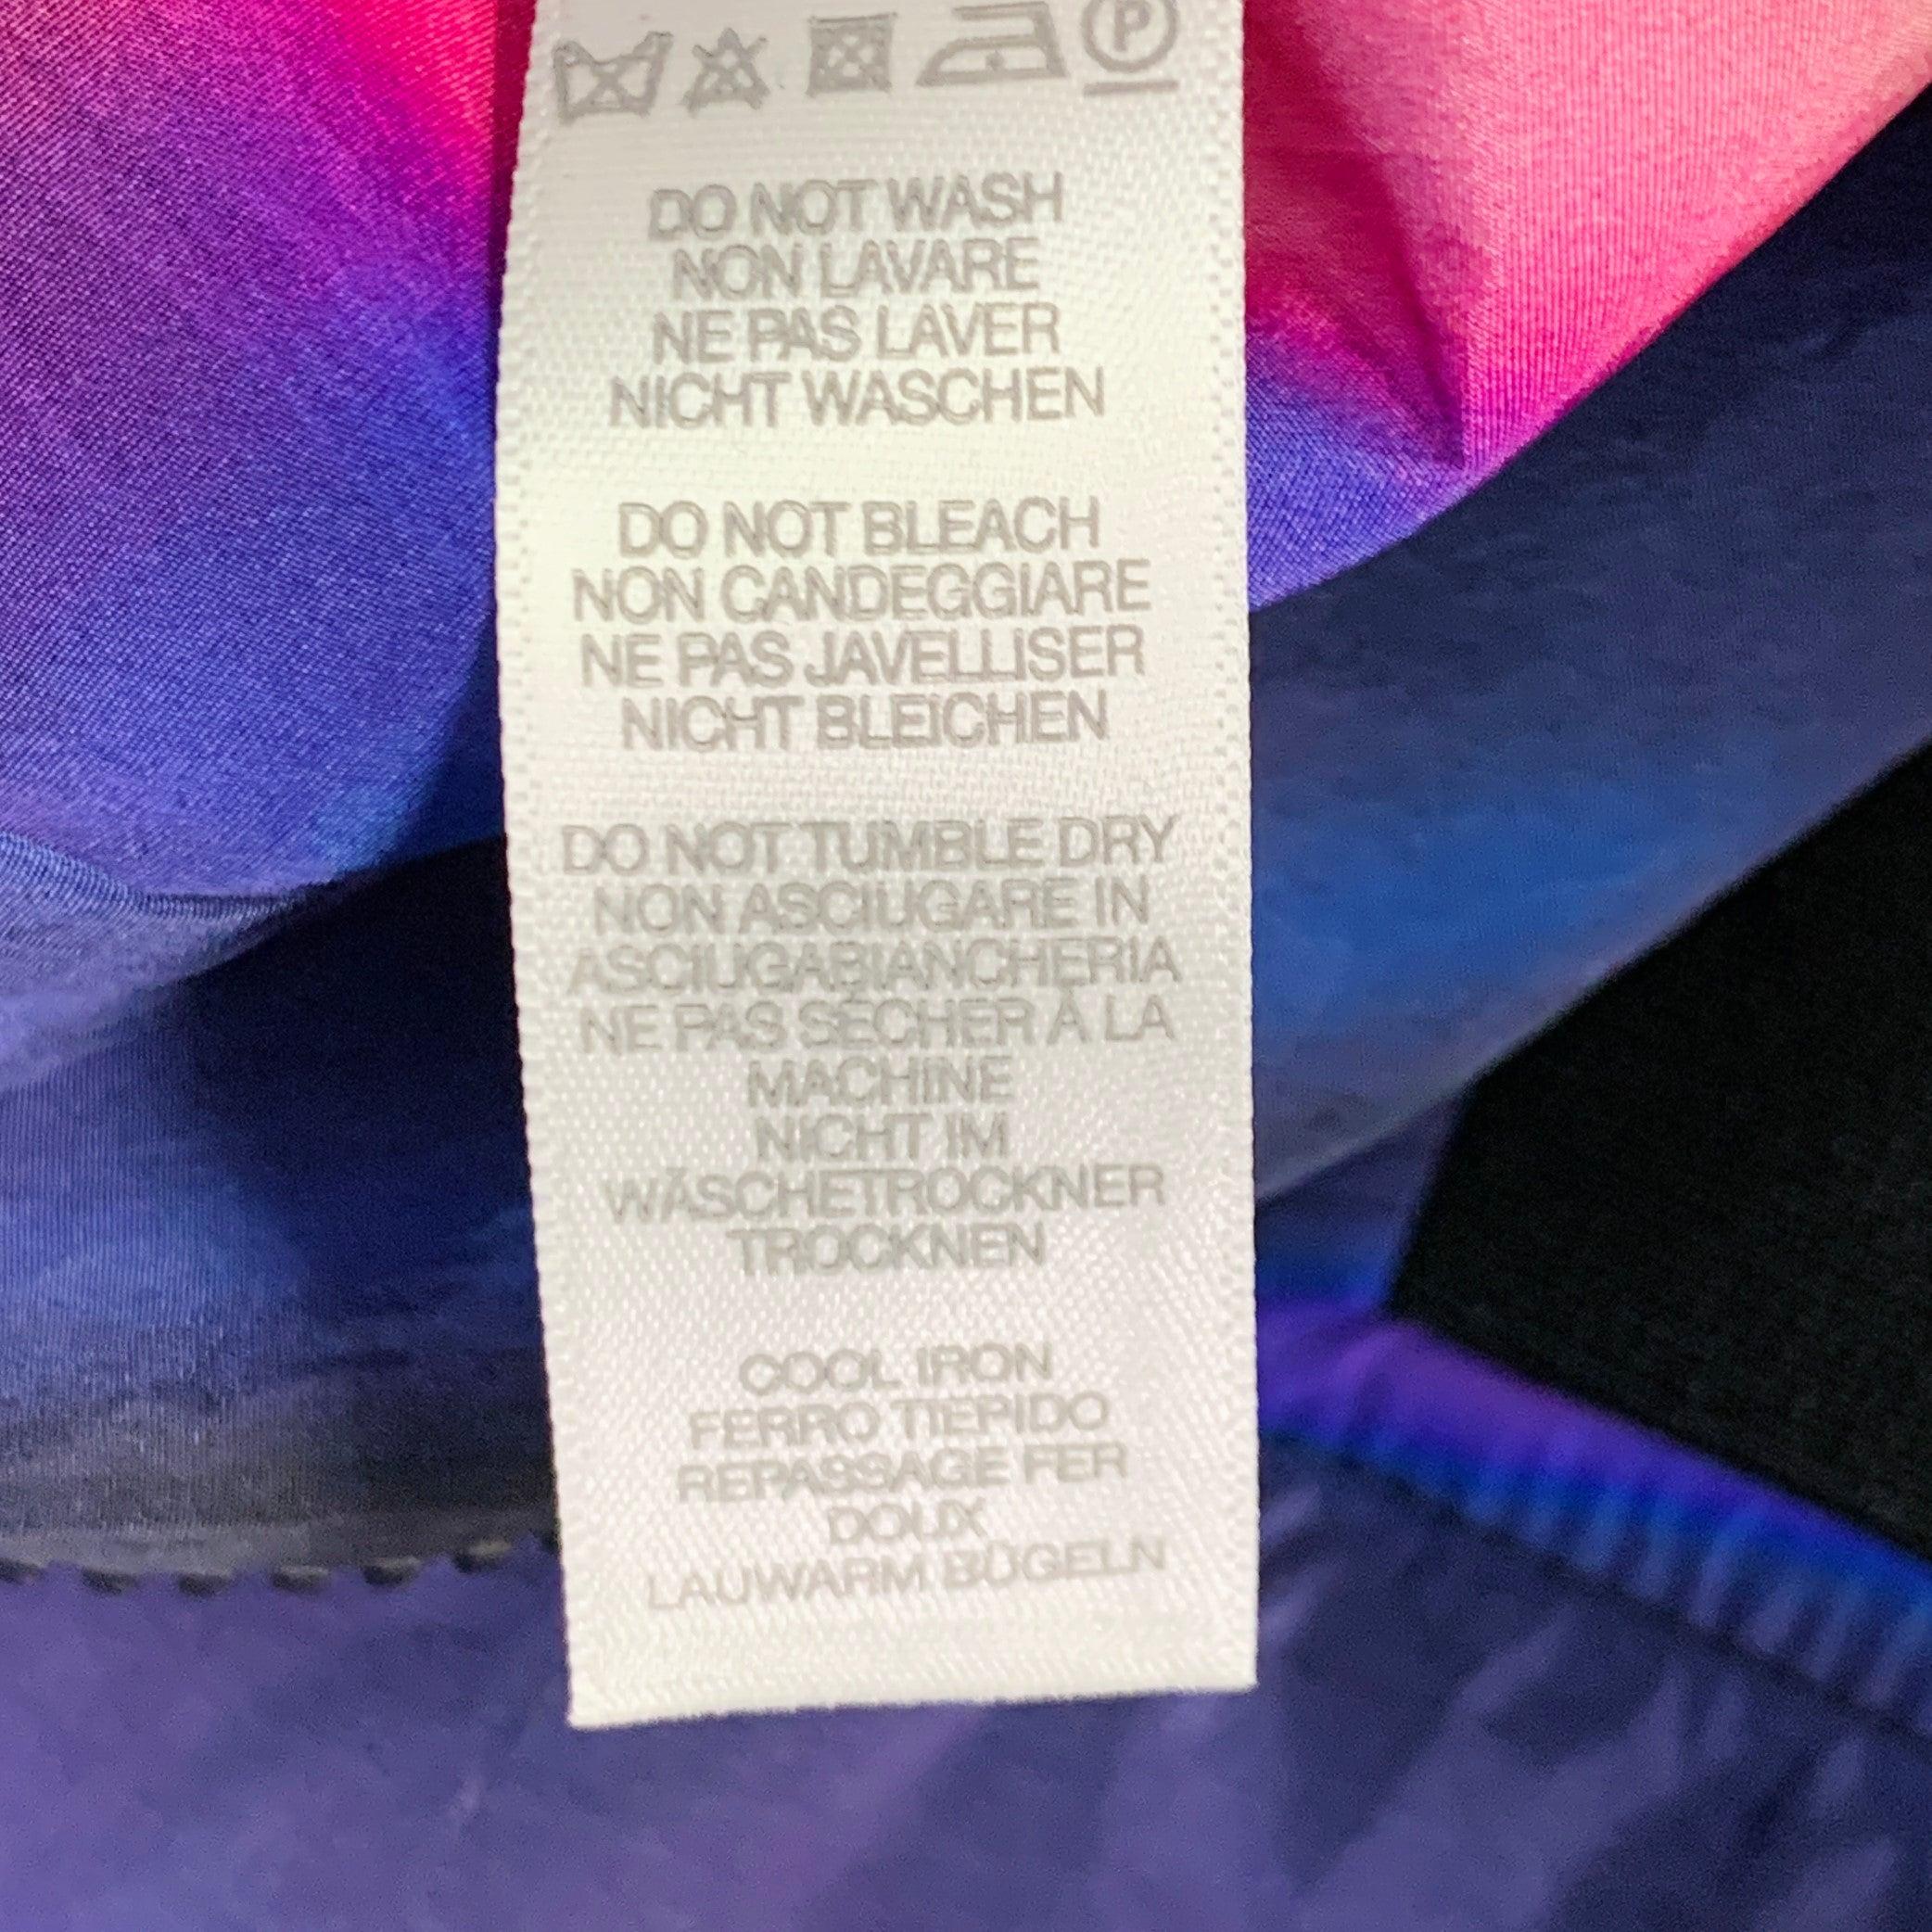 P
DO NOT WASH
NON LAVARE
NE PAS LAVER
NICHT WASCHEN
DO NOT BLEACH
NON CANDEGGIARE
NE PAS JAVELLISER
NICHT BLEICHEN
DO NOT TUMBLE DRY
NON ASCIUGARE IN
ASCIUGABIANCHERIA
NE PAS SÉCHER À LA
MACHINE
NICHT IM
WÄSCHETROCKNER
TROCKNEN
COOL IRON
FERRO TIEPIDO
REPASSAGE FER
DOUX
LAUWARM BÜGELN